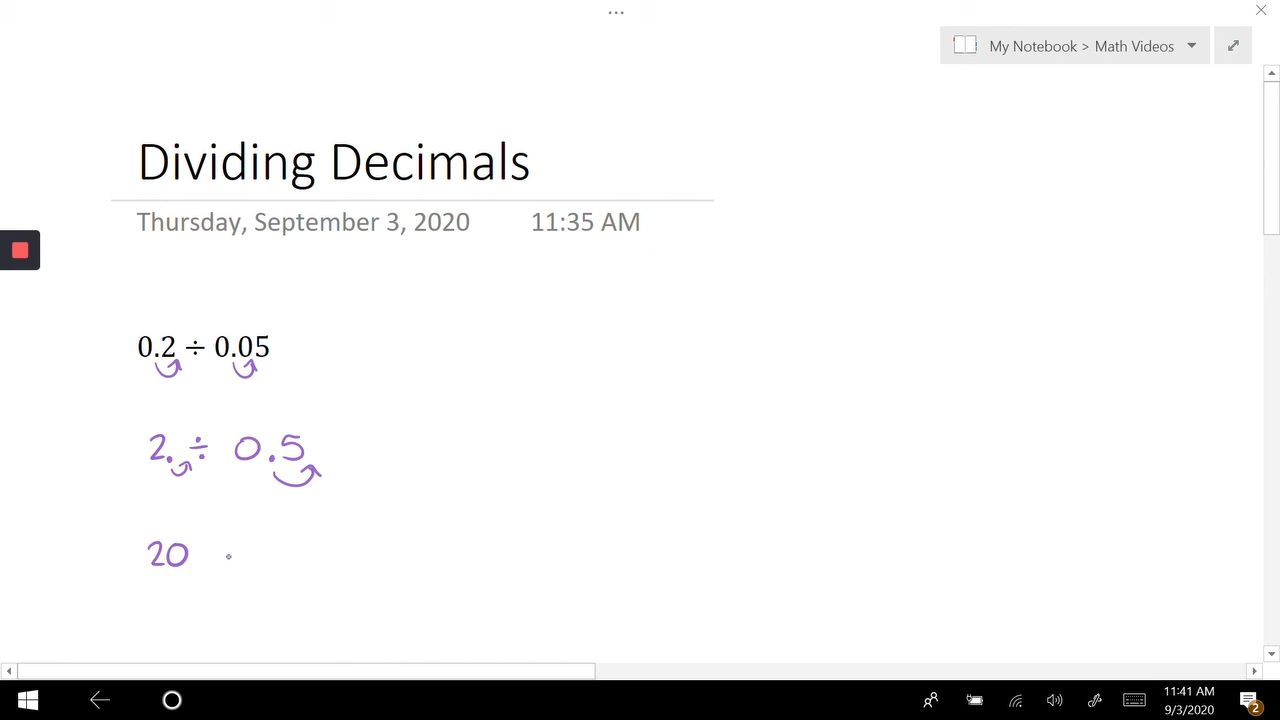 ...
My Notebook > Math Videos
Dividing Decimals
Thursday, September 3, 2020 11:35 AM
0.2 ÷ 0.05
2. ÷ 0.5
20
11:41 AM
9/3/2020
2